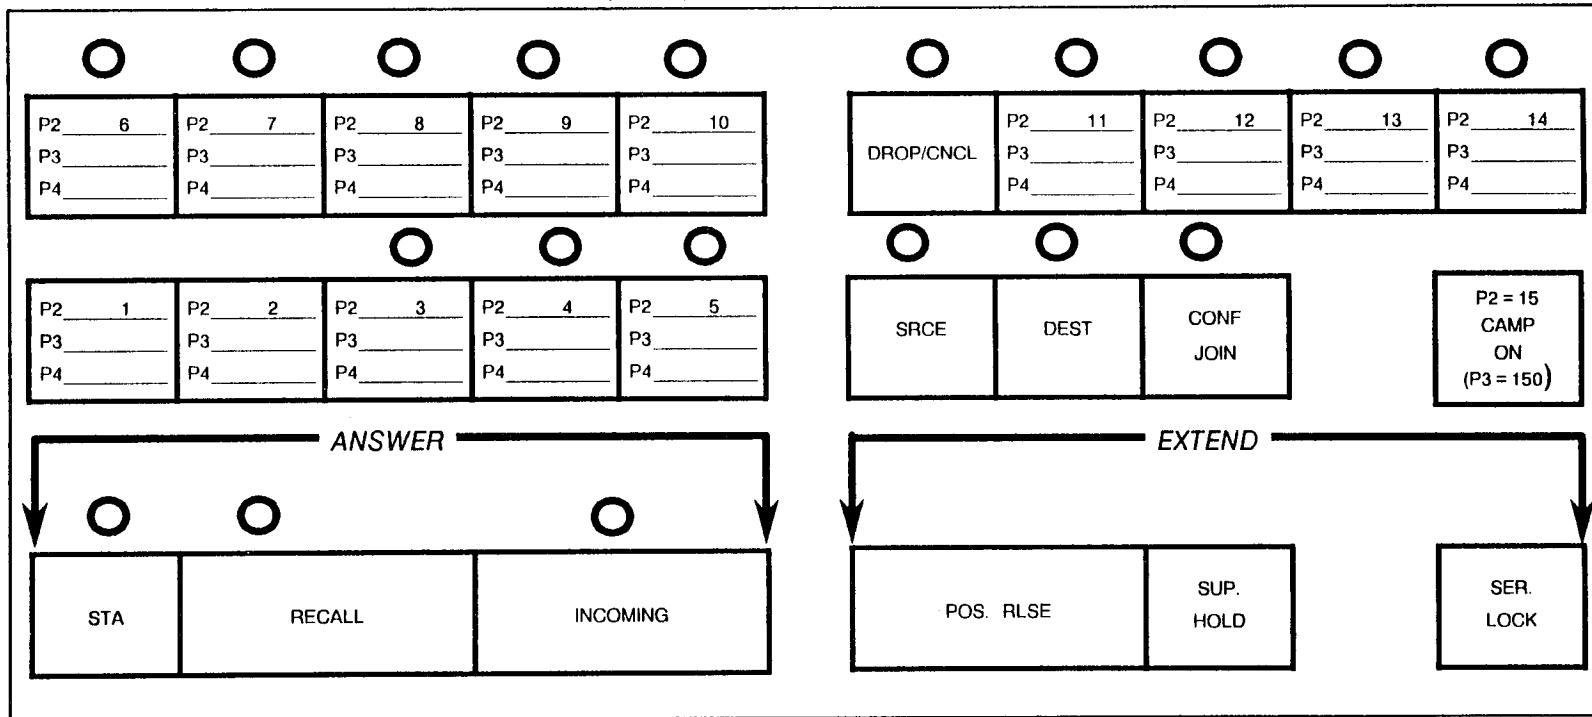 P2 6 P2 7 P2 8 P2 9 P2 10
P3 P3 P3 P3 P3
P4 P4 P4 P4 P4
DROP/CNCL
P2 11 P2 12 P2 13 P2 14
P3 P3 P3 P3
P4 P4 P4 P4
P2 1 P2 2 P2 3 P2 4 P2 5
P3 P3 P3 P3 P3
P4 P4 P4 P4 P4
SRCE
DEST
CONF
JOIN
P2 = 15
CAMP
ON
(P3 = 150)
ANSWER
EXTEND
STA
RECALL
INCOMING
POS. RLSE
SUP.
HOLD
SER.
LOCK